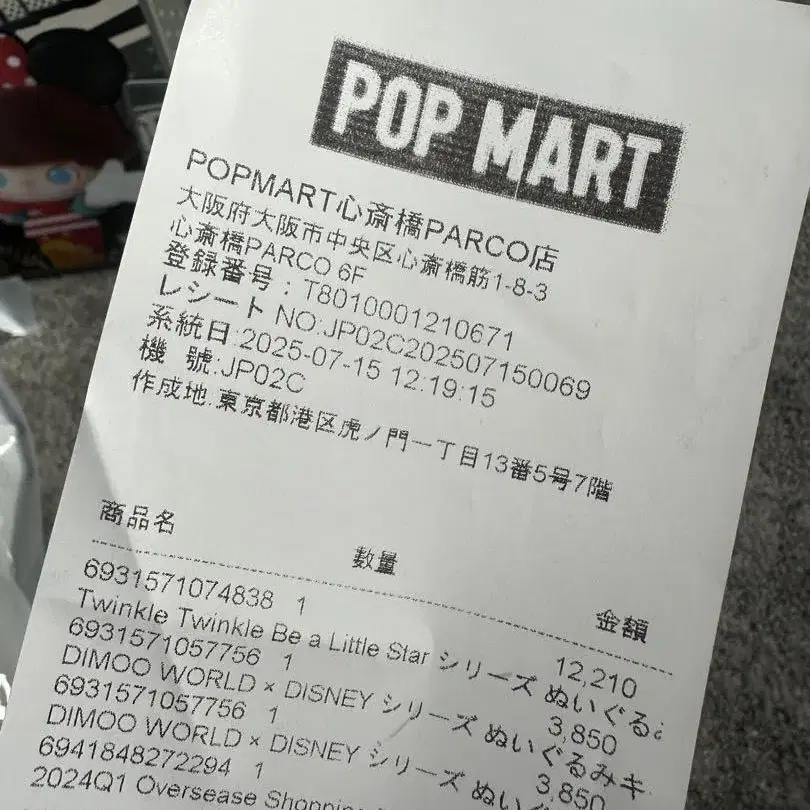 POP MART
POPMART心斎橋PARCO店
大阪府大阪市中央区心斎橋筋1-8-3
心斎橋PARCO 6F
登録番号：T8010001210671
レシート NO:JP02C202507150069
系統日:2025-07-15 12:19:15
機 號:JP02C
作成地:東京都港区虎ノ門一丁目13番5号7階
商品名 数量 金額
6931571074838 1 12,210
Twinkle Twinkle Be a Little Star シリーズ ぬいぐる
6931571057756 1 3,850
DIMOO WORLD × DISNEY シリーズ ぬいぐるみキ
6931571057756 1 3,850
DIMOO WORLD × DISNEY シリーズ ぬい
6941848272294 1
2024Q1 Oversease Shopping